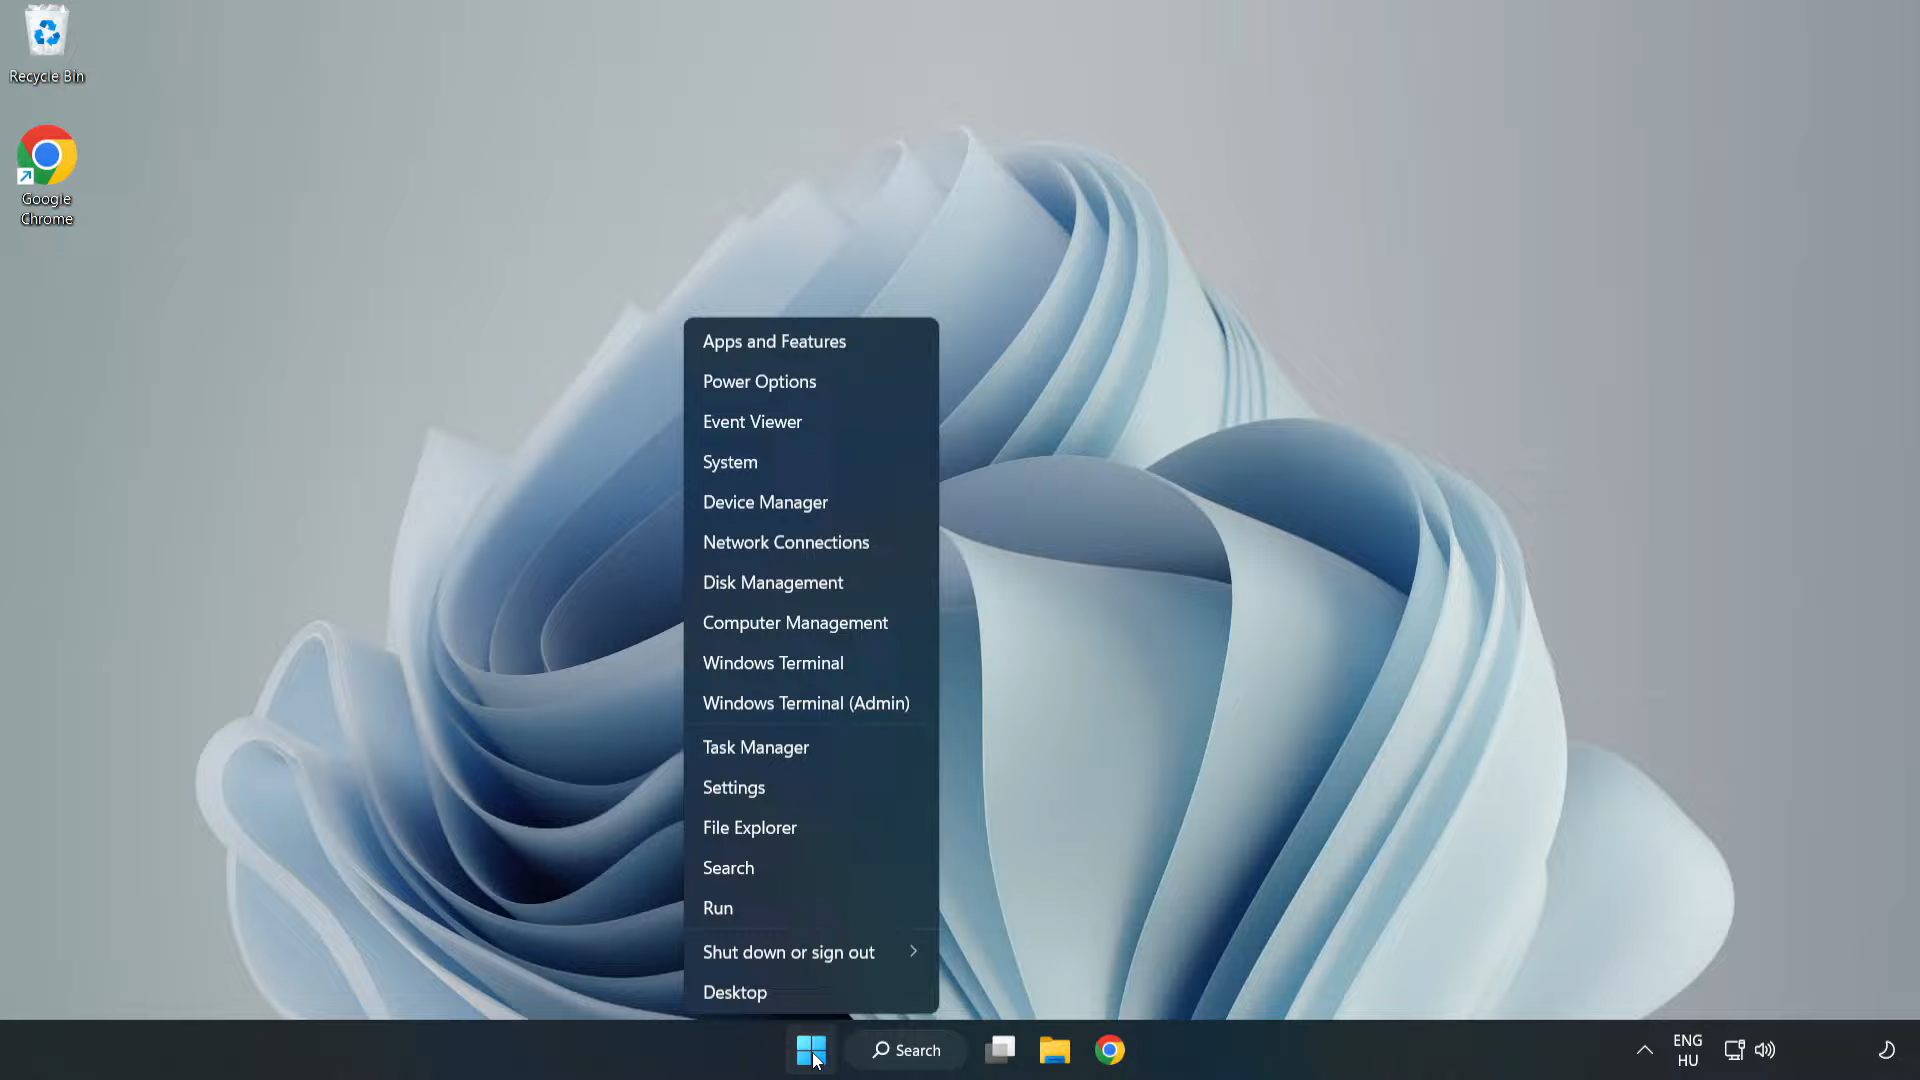 Recycle Bin
Google
Chrome
Apps and Features
Power Options
Event Viewer
System
Device Manager
Network Connections
Disk Management
Computer Management
Windows Terminal
Windows Terminal (Admin)
Task Manager
Settings
File Explorer
Search
Run
Shut down or sign out
Desktop
Search
ENG
HU